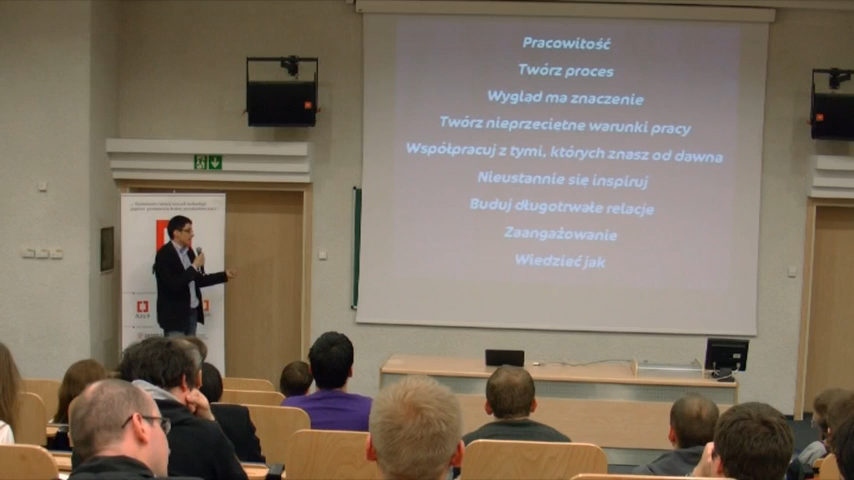 Pracowitość
Twórz proces
Wygląd ma znaczenie
Twórz nieprzeciętne warunki pracy
Współpracuj z tymi, których znasz od dawna
Nieustannie się inspiruj
Buduj długotrwałe relacje
Zaangażowanie
Wiedzieć jak